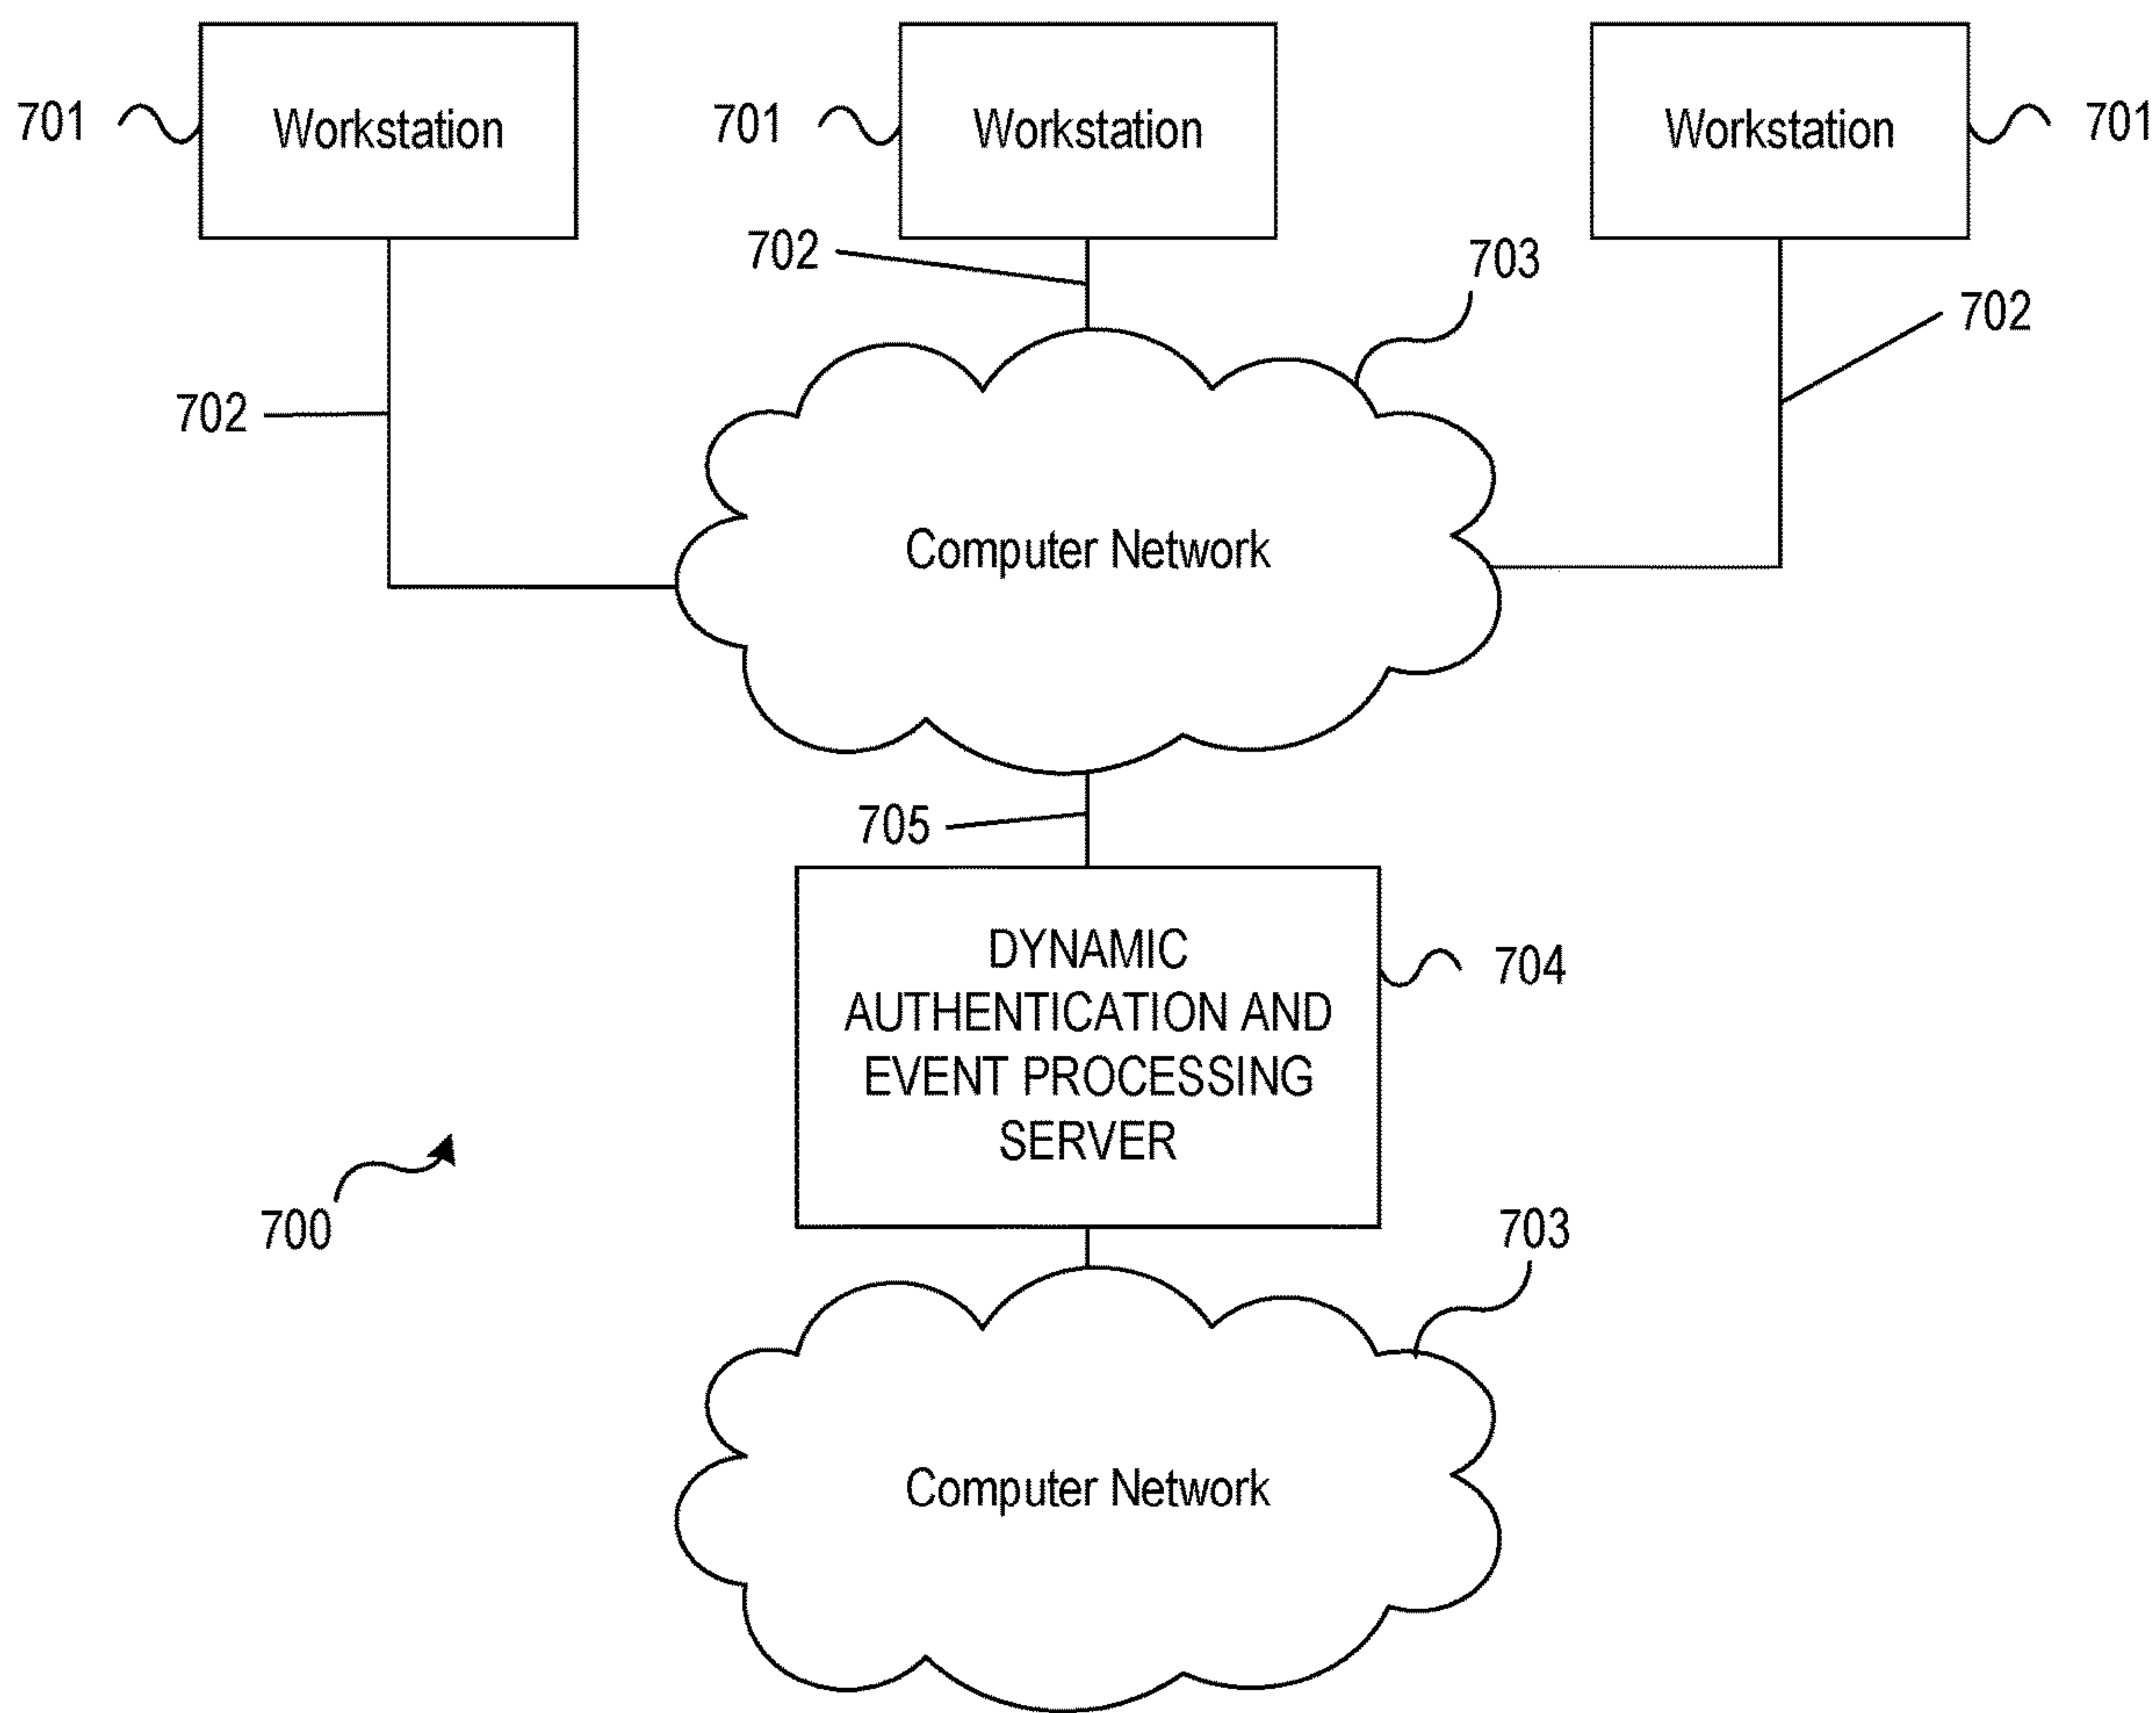 701
Workstation
701
Workstation
Workstation
701
702
703
702
702
Computer Network
705
DYNAMIC
AUTHENTICATION AND
EVENT PROCESSING
SERVER
704
700
703
Computer Network